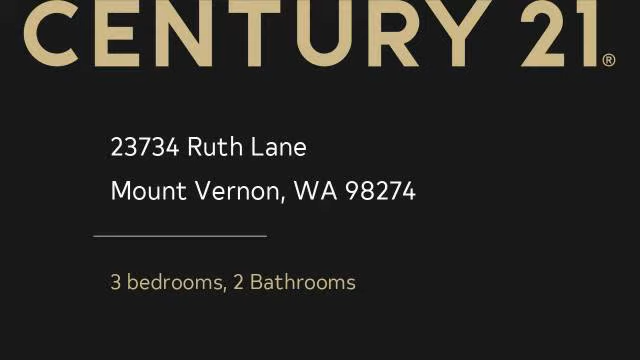 CENTURY 21®
23734 Ruth Lane
Mount Vernon, WA 98274
3 bedrooms, 2 Bathrooms